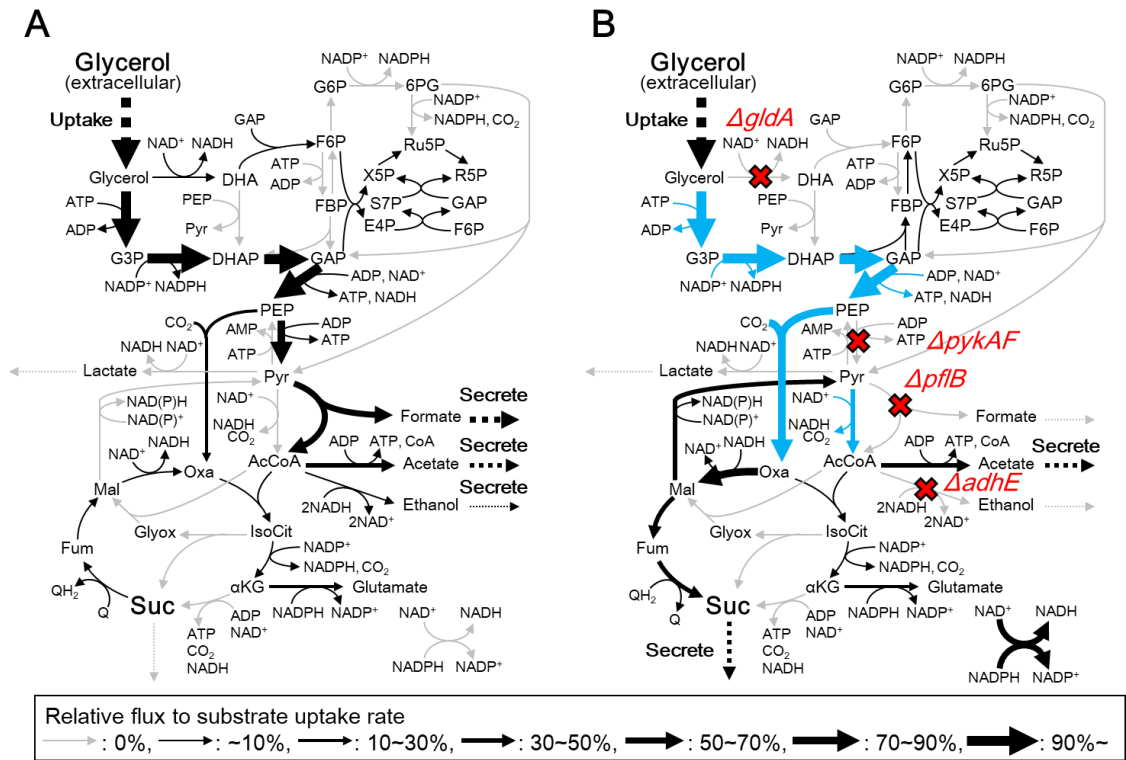 A
Glycerol
(extracellular)
Uptake
NADP⁺ NADPH
G6P 6PG
NADP⁺
NADPH, CO₂
GAP
NAD⁺ NADH
F6P Ru5P
Glycerol DHA
ATP
ADP
X5P R5P
ATP
ADP
PEP
Pyr
FBP
S7P GAP
E4P F6P
G3P DHAP GAP
NADP⁺ NADPH
ADP, NAD⁺
ATP, NADH
PEP
CO₂
AMP
ATP
ADP
ATP
NADH NAD⁺
Lactate Pyr
NAD(P)H
NAD(P)⁺
NAD⁺
NADH
CO₂
Formate Secrete
NAD⁺ NADH
Oxa AcCoA
ADP ATP, CoA
Acetate Secrete
Mal
2NADH 2NAD⁺
Ethanol Secrete
Glyox IsoCit
Fum
NADP⁺
NADPH, CO₂
QH₂
Q
Suc αKG Glutamate
NADPH NADP⁺
ADP
NAD⁺
ATP
CO₂
NADH
NAD⁺ NADH
NADPH NADP⁺
B
Glycerol
(extracellular)
Uptake
NADP⁺ NADPH
G6P 6PG
NADP⁺
NADPH, CO₂
ΔgldA
GAP
NAD⁺ NADH
F6P Ru5P
Glycerol DHA
ATP
ADP
X5P R5P
ATP
ADP
PEP
Pyr
FBP
S7P GAP
E4P F6P
G3P DHAP GAP
NADP⁺ NADPH
ADP, NAD⁺
ATP, NADH
PEP
CO₂
AMP
ATP
ADP
ATP
ΔpykAF
NADH NAD⁺
Lactate Pyr
ΔpflB
NAD(P)H
NAD(P)⁺
NAD⁺
NADH
CO₂
Formate
NAD⁺ NADH
Oxa AcCoA
ADP ATP, CoA
Acetate Secrete
ΔadhE
Mal
2NADH 2NAD⁺
Ethanol
Glyox IsoCit
Fum
NADP⁺
NADPH, CO₂
QH₂
Q
Suc αKG Glutamate
NADPH NADP⁺
ADP
NAD⁺
ATP
CO₂
NADH
Secrete
NAD⁺ NADH
NADPH NADP⁺
Relative flux to substrate uptake rate
: 0%, : ~10%, : 10~30%, : 30~50%, : 50~70%, : 70~90%, : 90%~